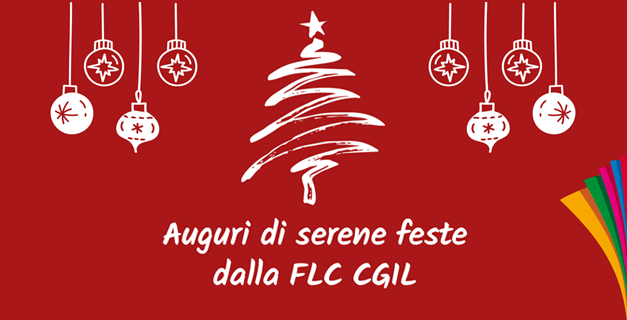 Auguri di serene feste
dalla FLC CGIL